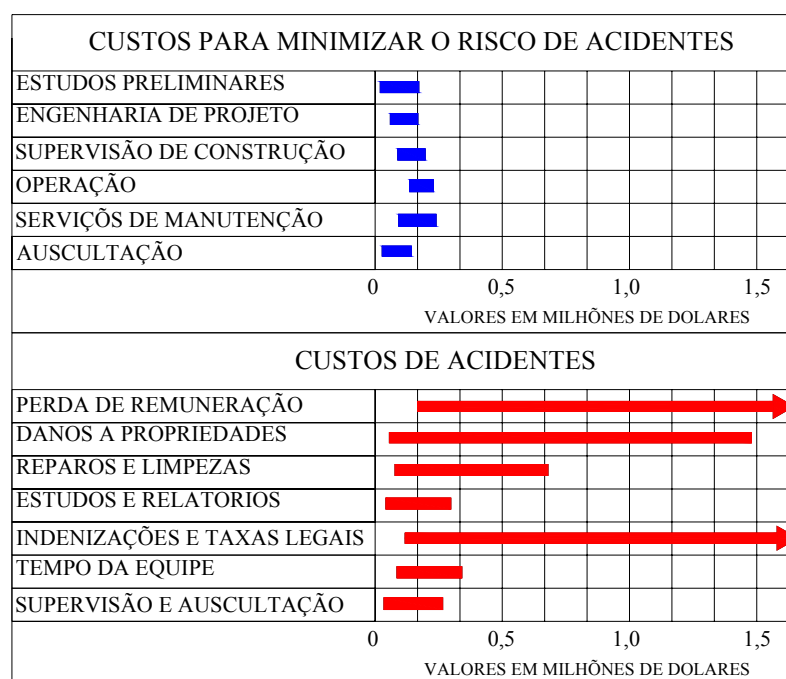 CUSTOS PARA MINIMIZAR O RISCO DE ACIDENTES
ESTUDOS PRELIMINARES
ENGENHARIA DE PROJETO
SUPERVISÃO DE CONSTRUÇÃO
OPERAÇÃO
SERVIÇÕS DE MANUTENÇÃO
AUSCULTAÇÃO
0 0,5 1,0 1,5
VALORES EM MILHÕNES DE DOLARES
CUSTOS DE ACIDENTES
PERDA DE REMUNERAÇÃO
DANOS A PROPRIEDADES
REPAROS E LIMPEZAS
ESTUDOS E RELATORIOS
INDENIZAÇÕES E TAXAS LEGAIS
TEMPO DA EQUIPE
SUPERVISÃO E AUSCULTAÇÃO
0 0,5 1,0 1,5
VALORES EM MILHÕNES DE DOLARES